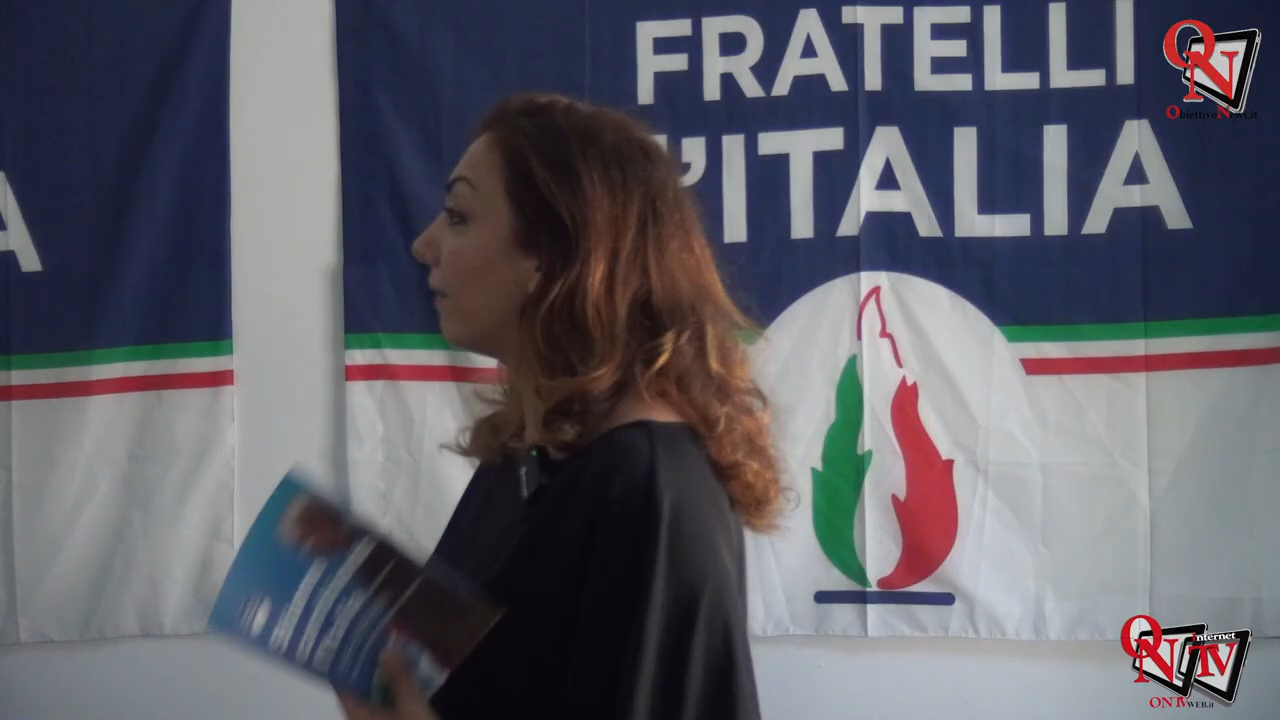 FRATELLI
'ITALIA
A
ON
ObiettivoNews.it
ON Internet TV
ONTVWEB.it